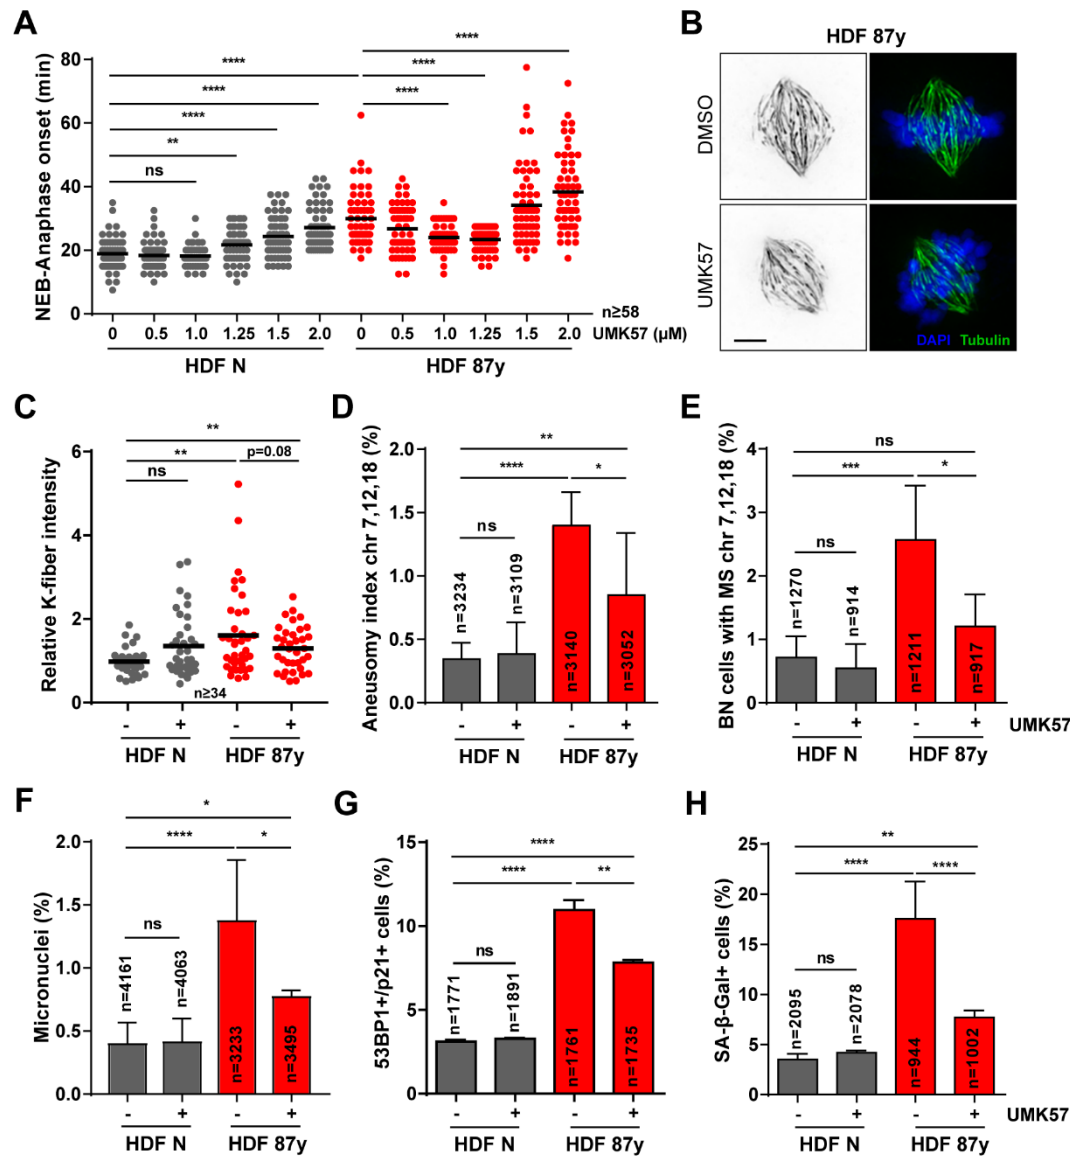 A
NEB-Anaphase onset (min)
80
60
40
20
0
****
****
****
****
****
****
**
ns
****
n≥58
0 0.5 1.0 1.25 1.5 2.0 0 0.5 1.0 1.25 1.5 2.0 UMK57 (μM)
HDF N HDF 87y
B
HDF 87y
DMSO
UMK57
DAPI Tubulin
C
Relative K-fiber intensity
6
4
2
0
**
** p=0.08
ns
n≥34
- + - +
HDF N HDF 87y
D
Aneusomy index chr 7,12,18 (%)
2.0
1.5
1.0
0.5
0.0
**
**** *
ns
n=3234
n=3109
n=3140
n=3052
- + - +
HDF N HDF 87y
E
BN cells with MS chr 7,12,18 (%)
4
3
2
1
0
ns
*** *
ns
n=1270
n=914
n=1211
n=917
- + - + UMK57
HDF N HDF 87y
F
Micronuclei (%)
2.0
1.5
1.0
0.5
0.0
*
**** *
ns
n=4161
n=4063
n=3233
n=3495
- + - +
HDF N HDF 87y
G
53BP1+/p21+ cells (%)
15
10
5
0
****
**** **
ns
n=1771
n=1891
n=1761
n=1735
- + - +
HDF N HDF 87y
H
SA-β-Gal+ cells (%)
25
20
15
10
5
0
**
**** ****
ns
n=2095
n=2078
n=944
n=1002
- + - + UMK57
HDF N HDF 87y